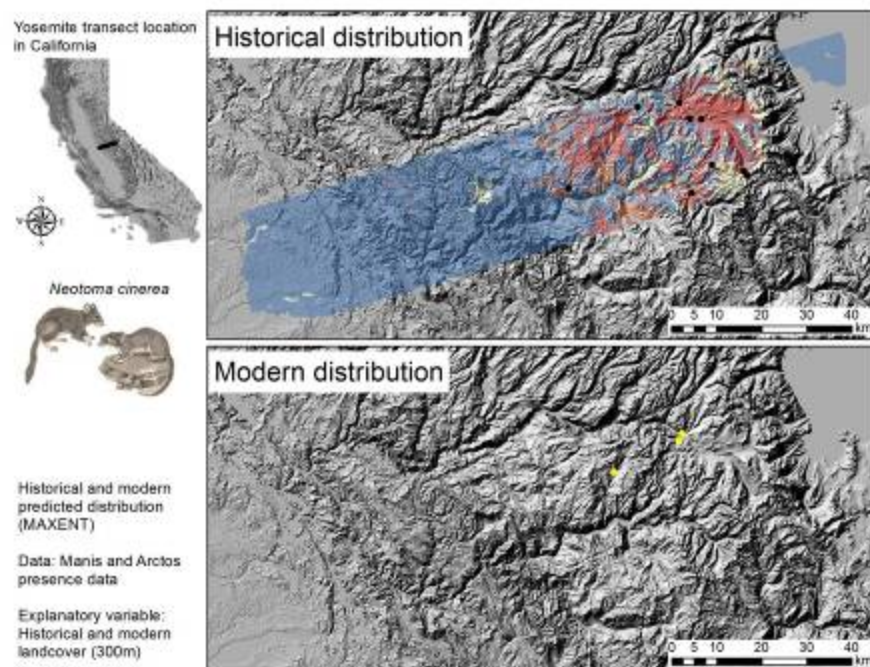 Yosemite transect location
in California
N
W
E
S
Neotoma cinerea
Historical and modern
predicted distribution
(MAXENT)
Data: Manis and Arctos
presence data
Explanatory variable:
Historical and modern
landcover (300m)
Historical distribution
0 5 10 20 30 40
km
Modern distribution
0 5 10 20 30 40
km